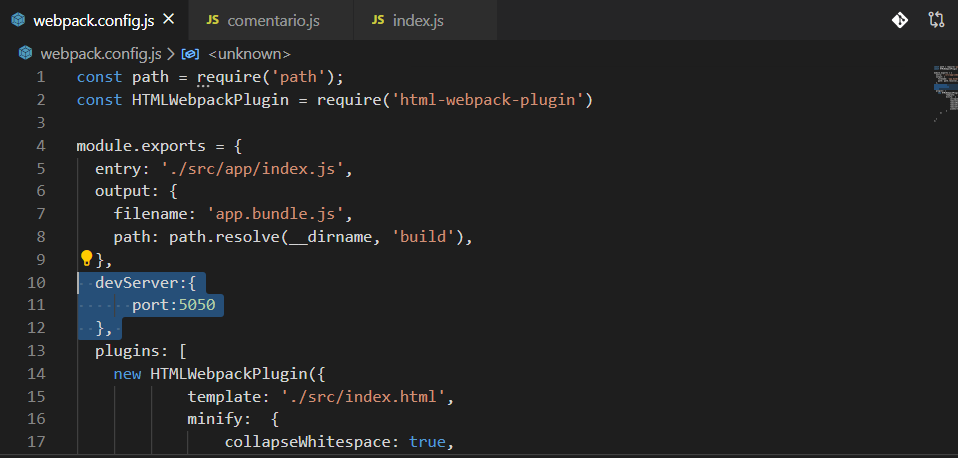 webpack.config.js ×
JS comentario.js
JS index.js
webpack.config.js > <unknown>
1 const path = require('path');
2 const HTMLWebpackPlugin = require('html-webpack-plugin')
3
4 module.exports = {
5   entry: './src/app/index.js',
6   output: {
7     filename: 'app.bundle.js',
8     path: path.resolve(__dirname, 'build'),
9   },
10   devServer:{
11       port:5050
12   },
13   plugins: [
14     new HTMLWebpackPlugin({
15             template: './src/index.html',
16             minify:  {
17                 collapseWhitespace: true,